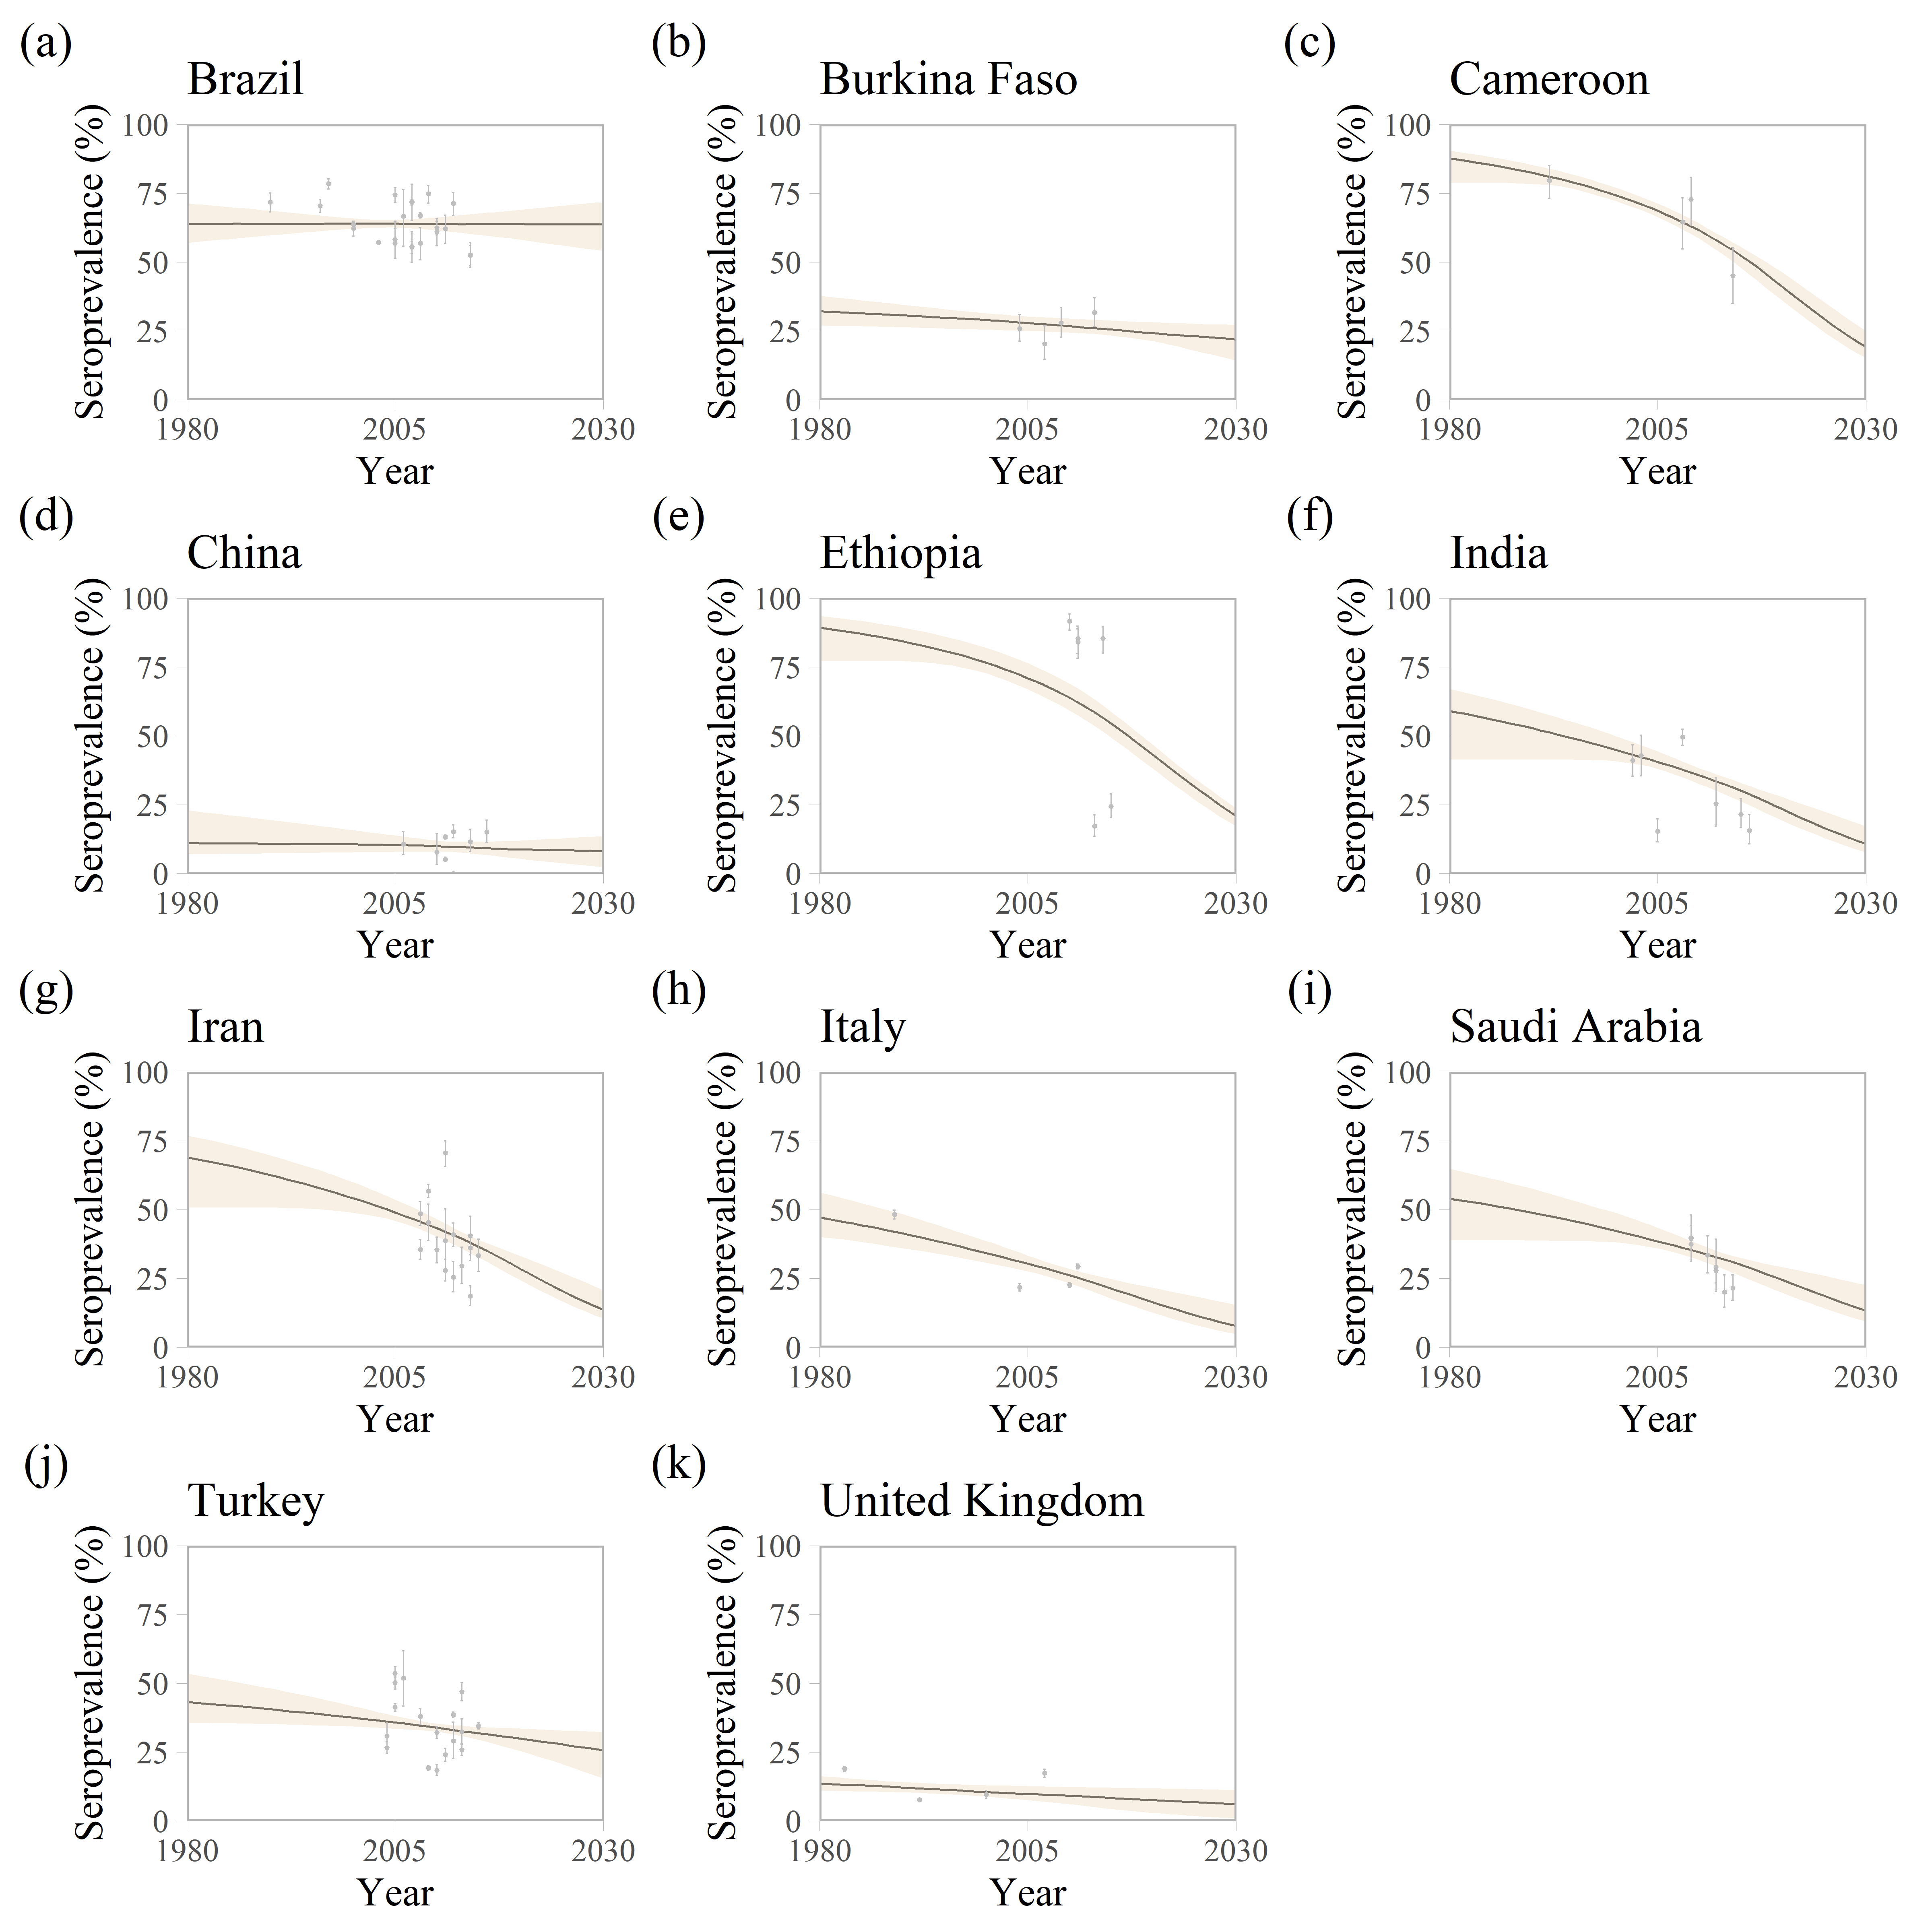 (a)
Brazil
Seroprevalence (%)
100
75
50
25
0
1980 2005 2030
Year
(b)
Burkina Faso
Seroprevalence (%)
100
75
50
25
0
1980 2005 2030
Year
(c)
Cameroon
Seroprevalence (%)
100
75
50
25
0
1980 2005 2030
Year
(d)
China
Seroprevalence (%)
100
75
50
25
0
1980 2005 2030
Year
(e)
Ethiopia
Seroprevalence (%)
100
75
50
25
0
1980 2005 2030
Year
(f)
India
Seroprevalence (%)
100
75
50
25
0
1980 2005 2030
Year
(g)
Iran
Seroprevalence (%)
100
75
50
25
0
1980 2005 2030
Year
(h)
Italy
Seroprevalence (%)
100
75
50
25
0
1980 2005 2030
Year
(i)
Saudi Arabia
Seroprevalence (%)
100
75
50
25
0
1980 2005 2030
Year
(j)
Turkey
Seroprevalence (%)
100
75
50
25
0
1980 2005 2030
Year
(k)
United Kingdom
Seroprevalence (%)
100
75
50
25
0
1980 2005 2030
Year